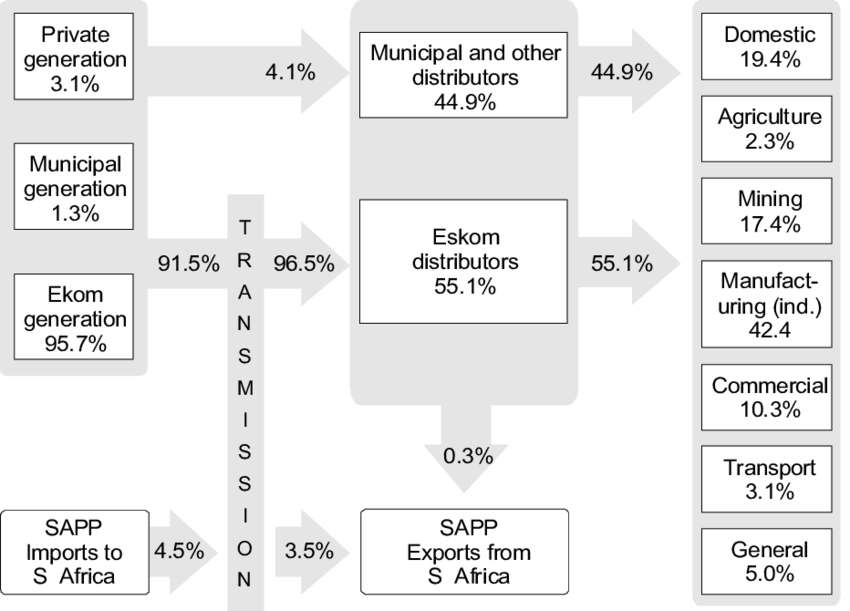 Private
generation
3.1%
Municipal
generation
1.3%
Ekom
generation
95.7%
SAPP
Imports to
S Africa
4.1%
91.5%
4.5%
TRANSMISSION
96.5%
3.5%
Municipal and other
distributors
44.9%
Eskom
distributors
55.1%
0.3%
SAPP
Exports from
S Africa
44.9%
55.1%
Domestic
19.4%
Agriculture
2.3%
Mining
17.4%
Manufact-
uring (ind.)
42.4
Commercial
10.3%
Transport
3.1%
General
5.0%